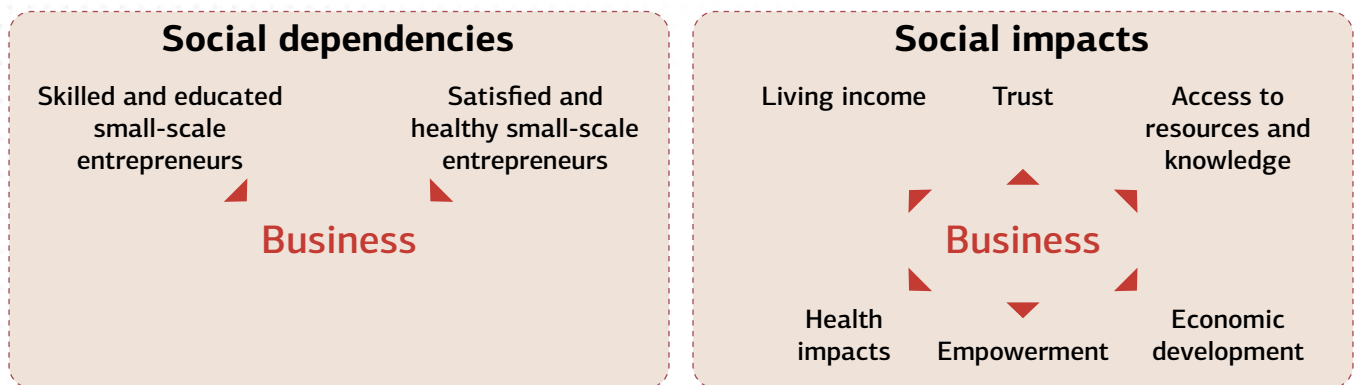 Social dependencies
Skilled and educated
small-scale
entrepreneurs
Satisfied and
healthy small-scale
entrepreneurs
Business
Social impacts
Living income
Trust
Access to
resources and
knowledge
Business
Health
impacts
Empowerment
Economic
development